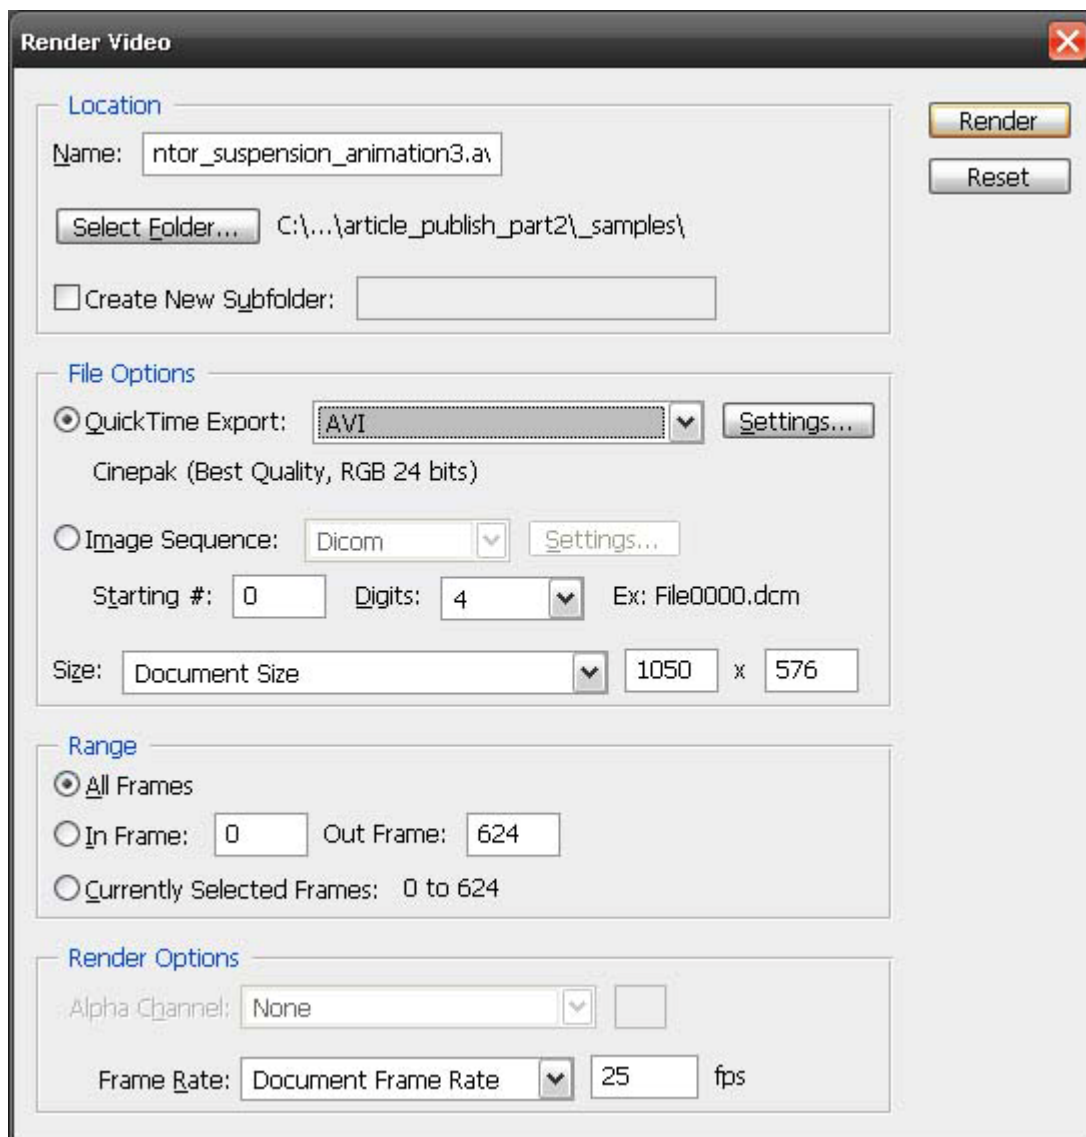 Render Video
Location
Render
Name: ntor_suspension_animation3.a
Reset
Select Folder... C:\...\article_publish_part2\_samples\
Create New Subfolder:
File Options
QuickTime Export: AVI Settings...
Cinepak (Best Quality, RGB 24 bits)
Image Sequence: Dicom Settings...
Starting #: 0 Digits: 4 Ex: File0000.dcm
Size: Document Size 1050 x 576
Range
All Frames
In Frame: 0 Out Frame: 624
Currently Selected Frames: 0 to 624
Render Options
Alpha Channel: None
Frame Rate: Document Frame Rate 25 fps